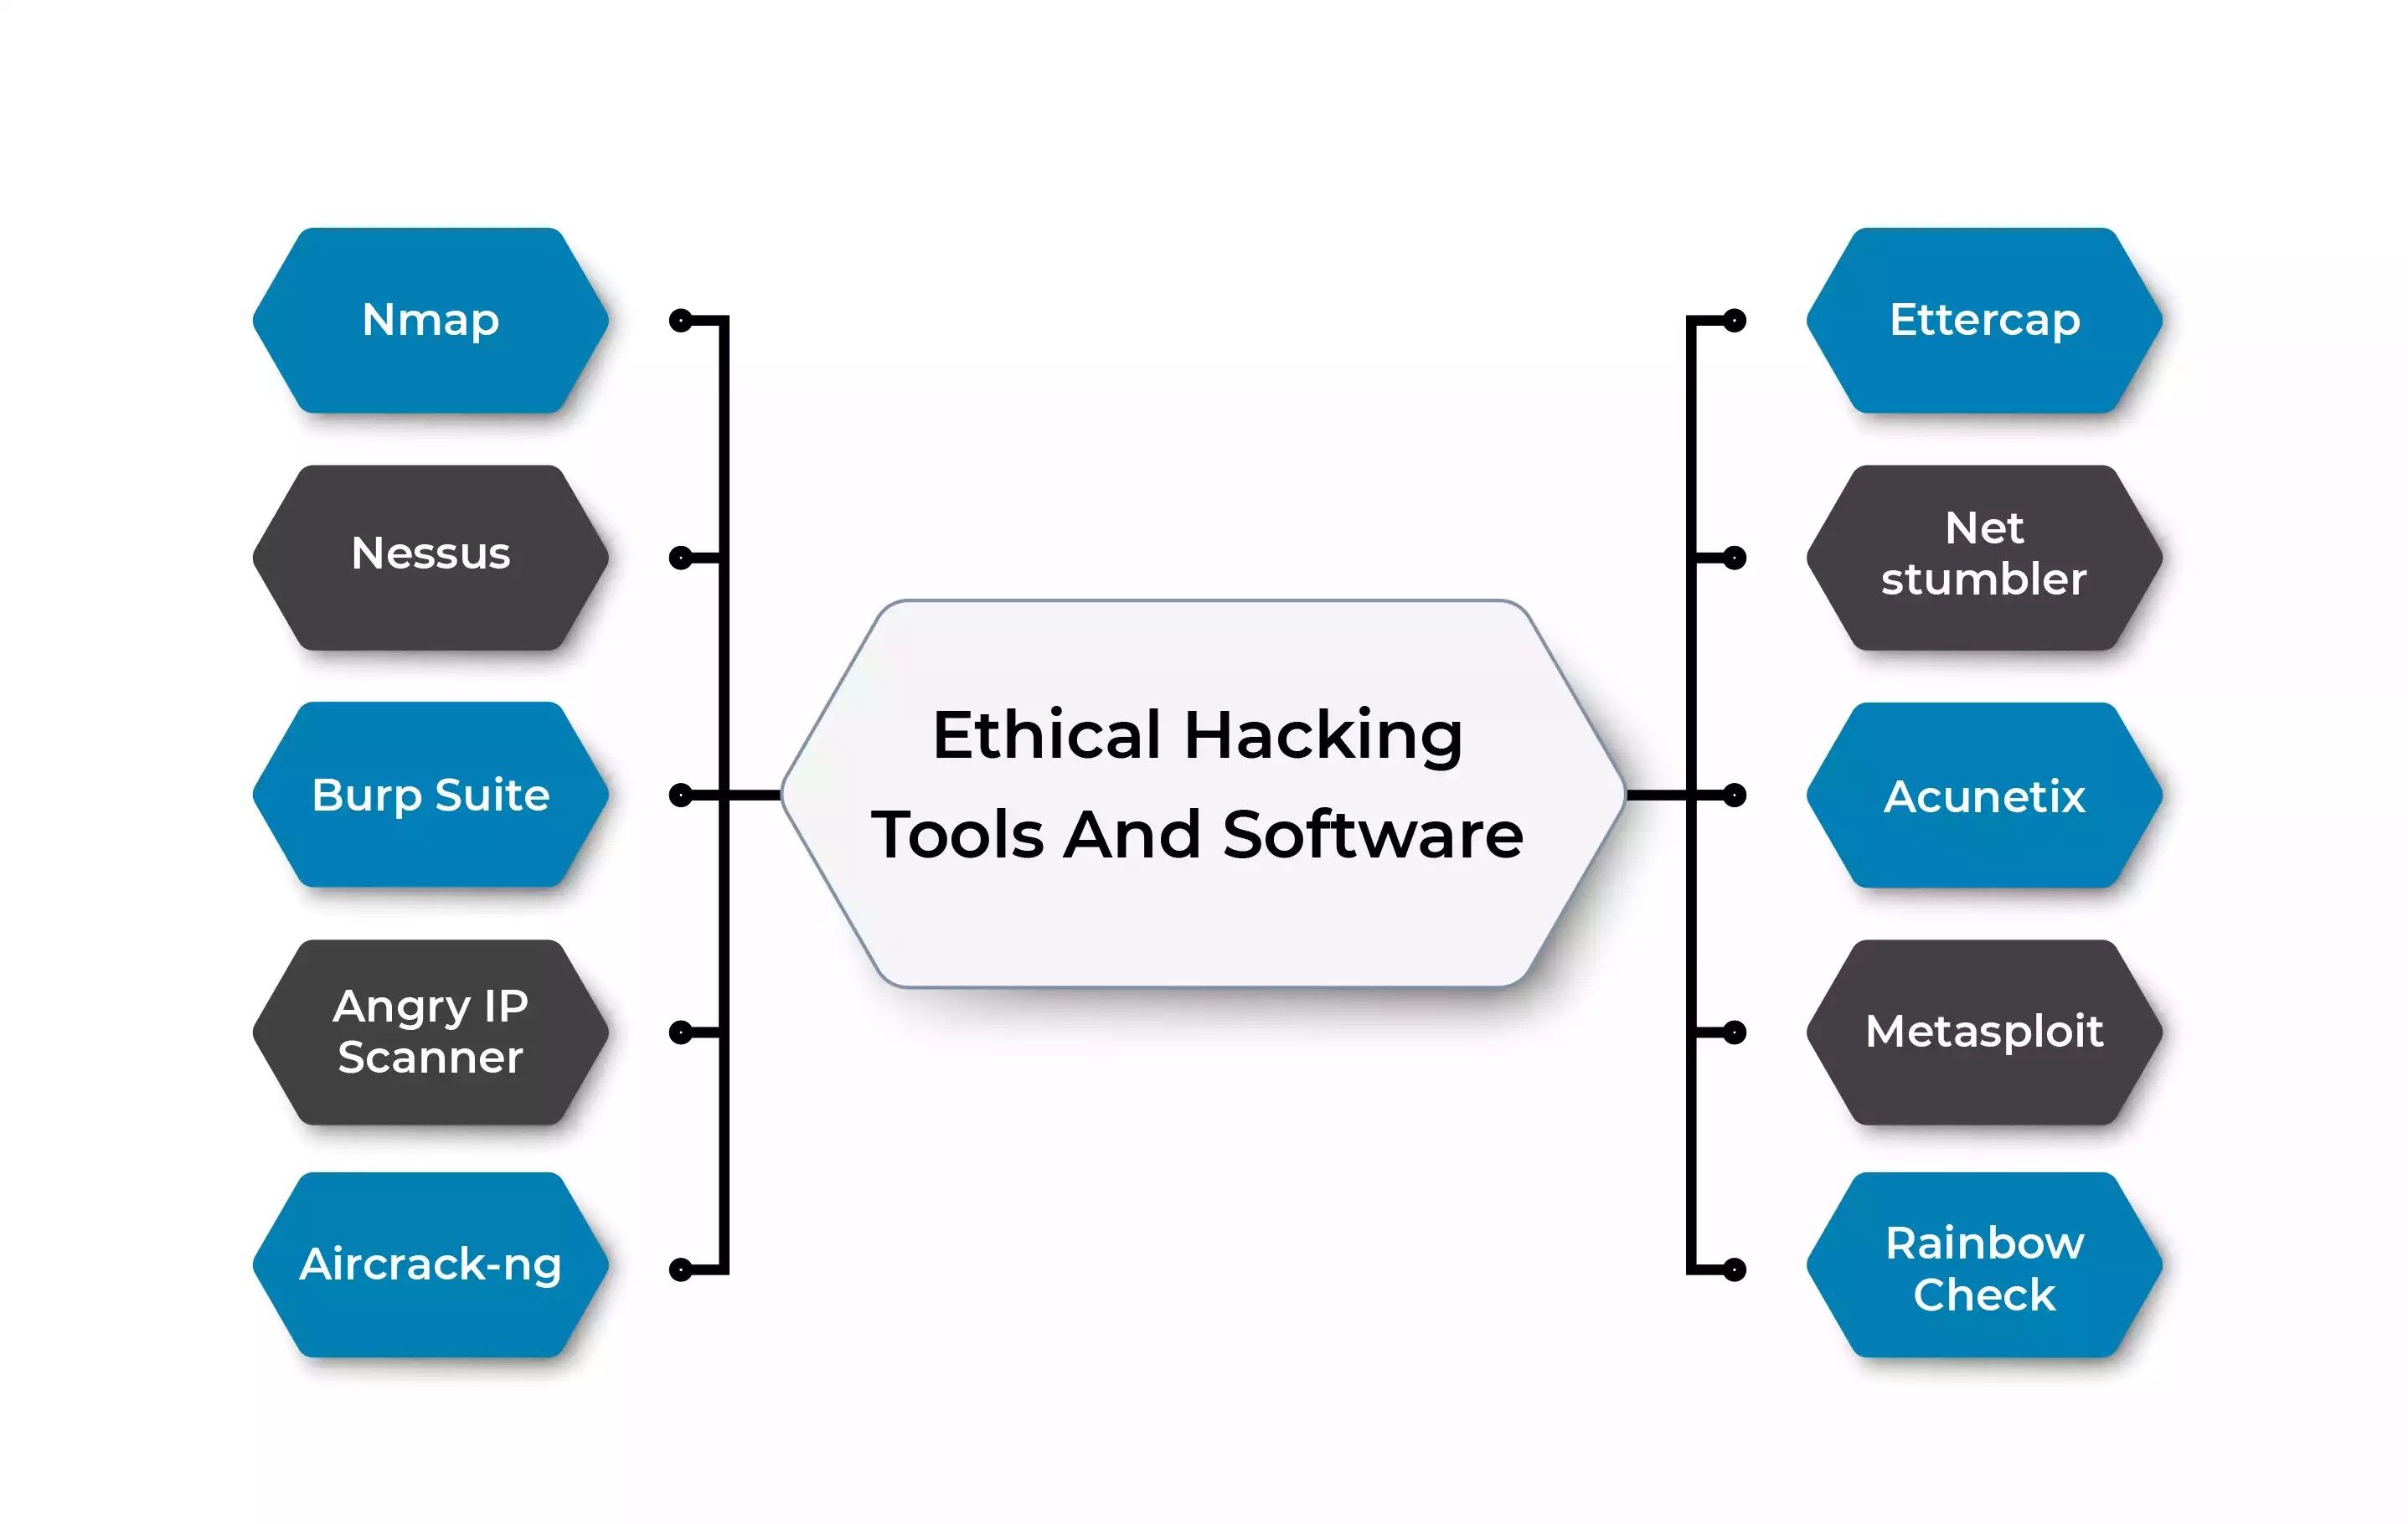 Nmap
Nessus
Burp Suite
Angry IP
Scanner
Aircrack-ng
Ethical Hacking
Tools And Software
Ettercap
Net
stumbler
Acunetix
Metasploit
Rainbow
Check